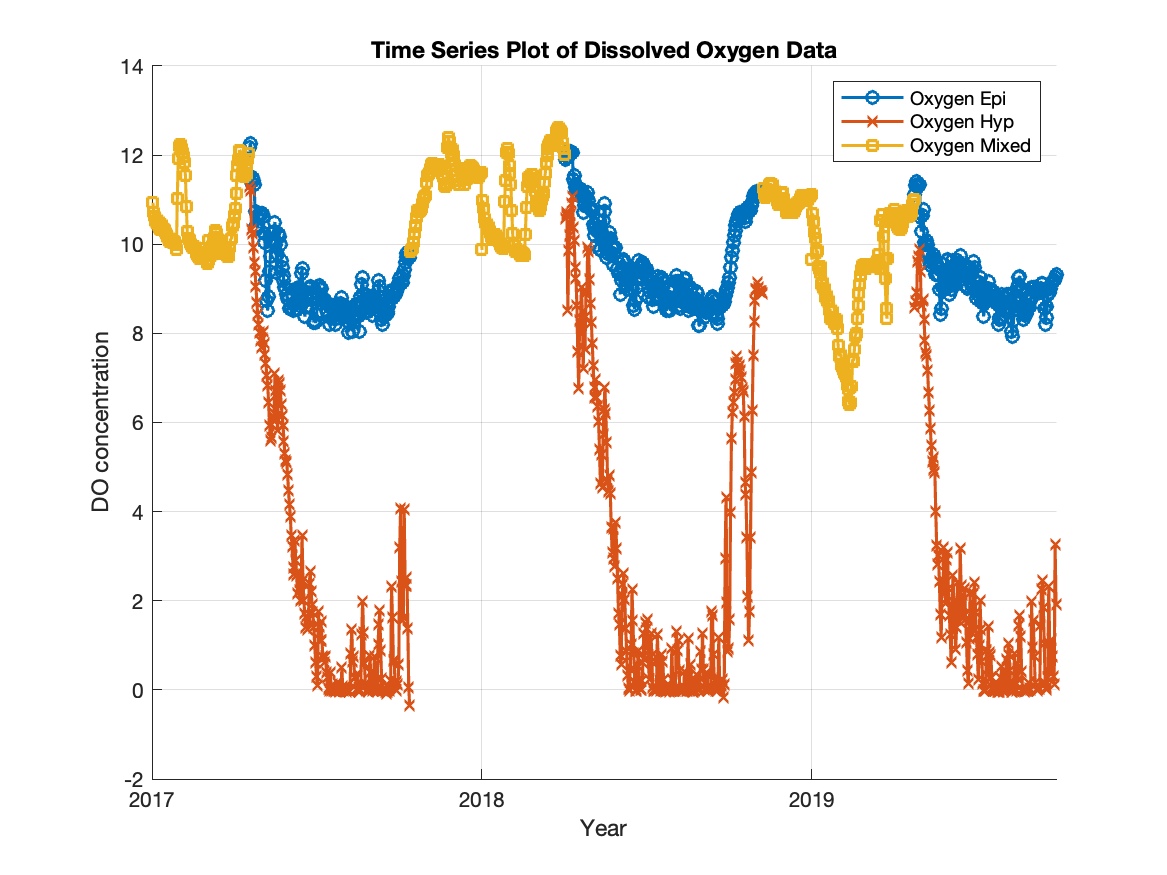 Time Series Plot of Dissolved Oxygen Data
14
12
10
8
6
4
2
0
-2
DO concentration
Oxygen Epi
Oxygen Hyp
Oxygen Mixed
2017
2018
2019
Year